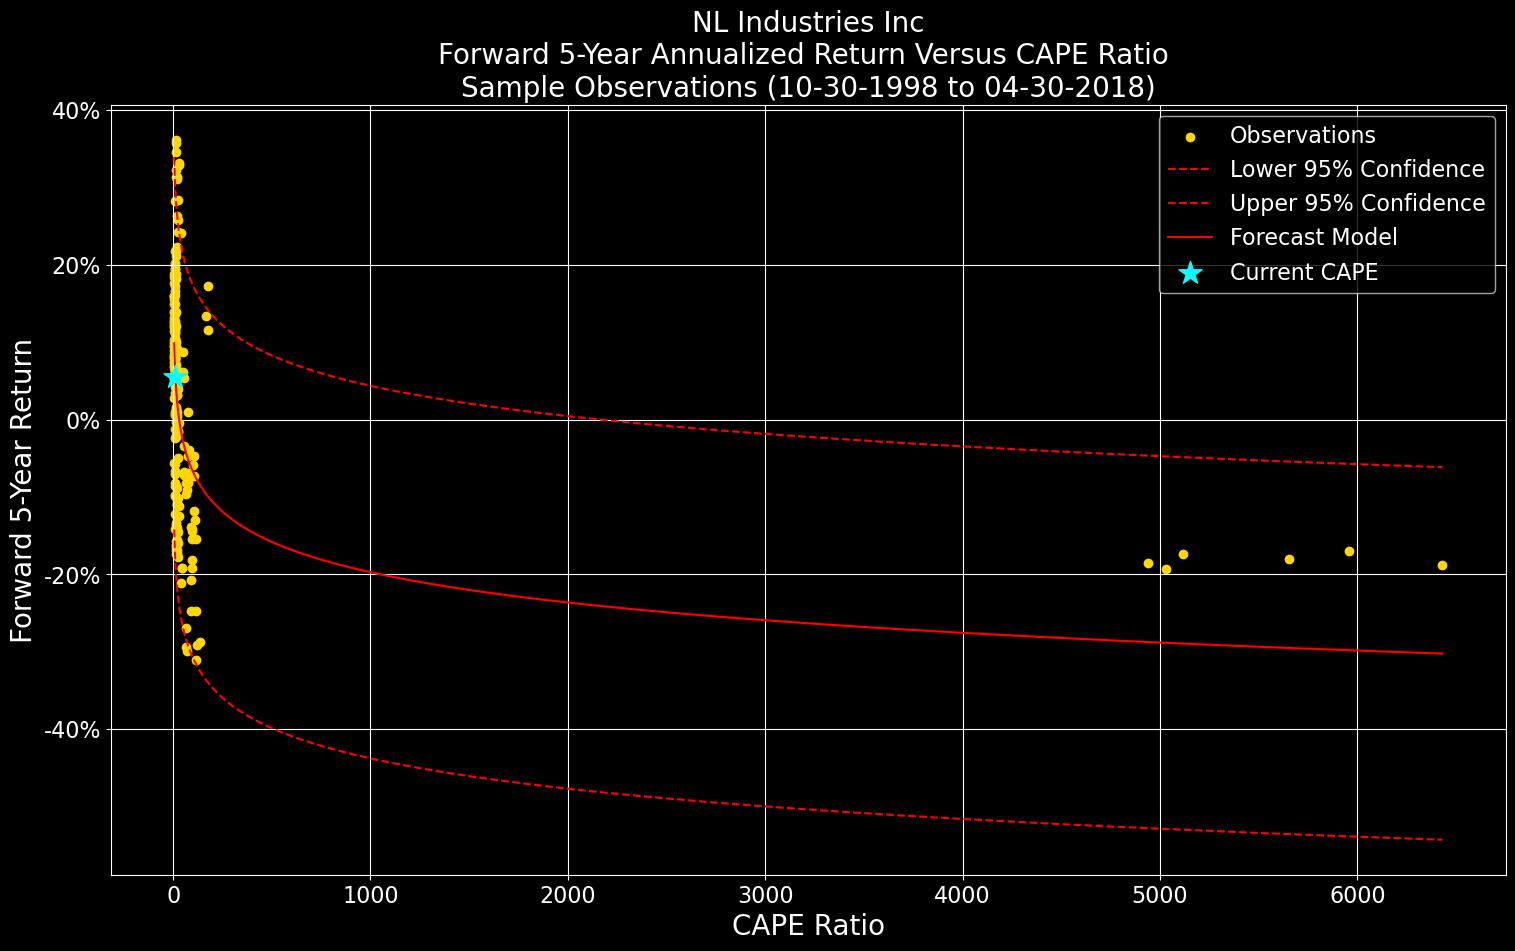 NL Industries Inc
Forward 5-Year Annualized Return Versus CAPE Ratio
Sample Observations (10-30-1998 to 04-30-2018)
40%
20%
0%
-20%
-40%
Forward 5-Year Return
Observations
Lower 95% Confidence
Upper 95% Confidence
Forecast Model
Current CAPE
0
1000
2000
3000
4000
5000
6000
CAPE Ratio